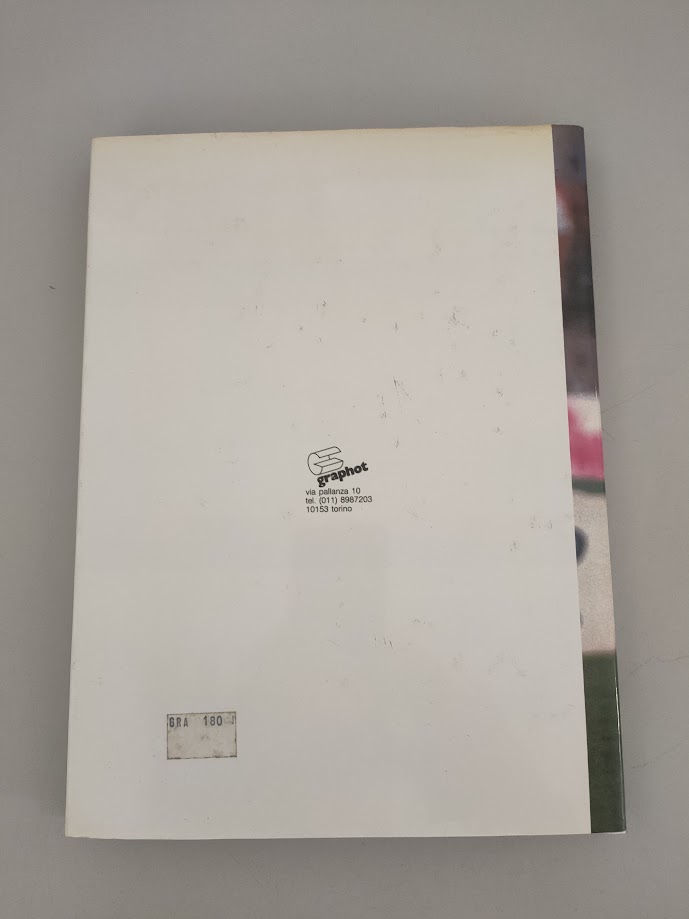 graphot
via pallanza 10
tel. (011) 8987203
10153 torino
GRA 180